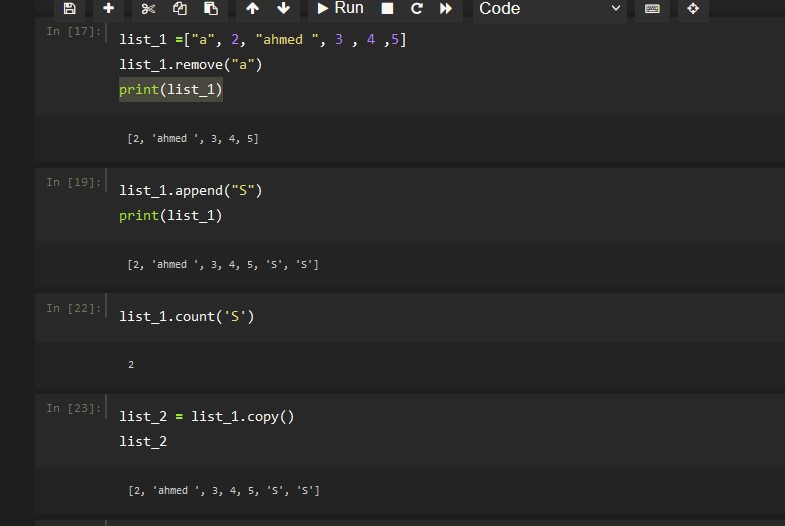 Run Code
In [17]:
list_1 =["a", 2, "ahmed ", 3 , 4 ,5]
list_1.remove("a")
print(list_1)
[2, 'ahmed ', 3, 4, 5]
In [19]:
list_1.append("S")
print(list_1)
[2, 'ahmed ', 3, 4, 5, 'S', 'S']
In [22]:
list_1.count('S')
2
In [23]:
list_2 = list_1.copy()
list_2
[2, 'ahmed ', 3, 4, 5, 'S', 'S']